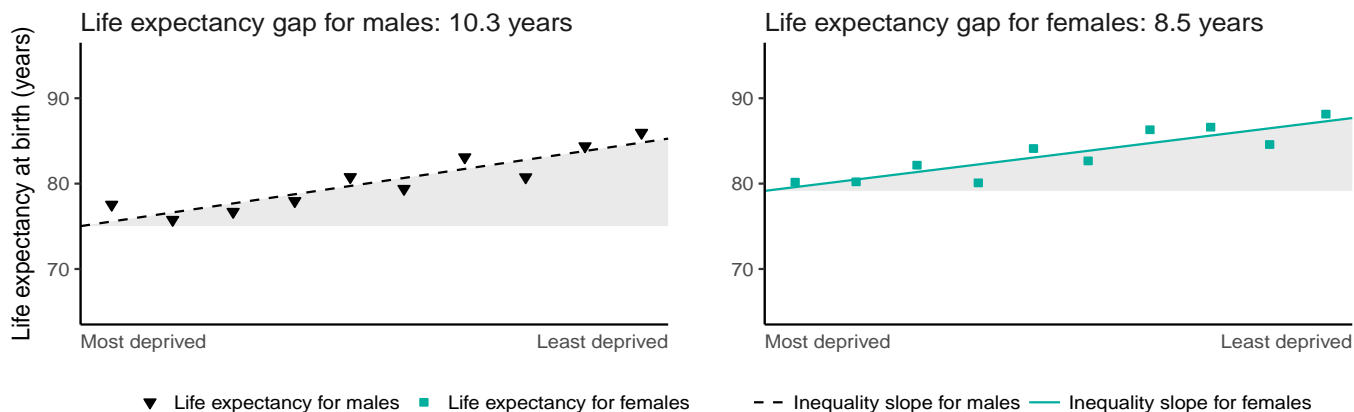 Life expectancy gap for males: 10.3 years
Life expectancy at birth (years)
90
80
70
Most deprived Least deprived
Life expectancy gap for females: 8.5 years
90
80
70
Most deprived Least deprived
Life expectancy for males Life expectancy for females Inequality slope for males Inequality slope for females